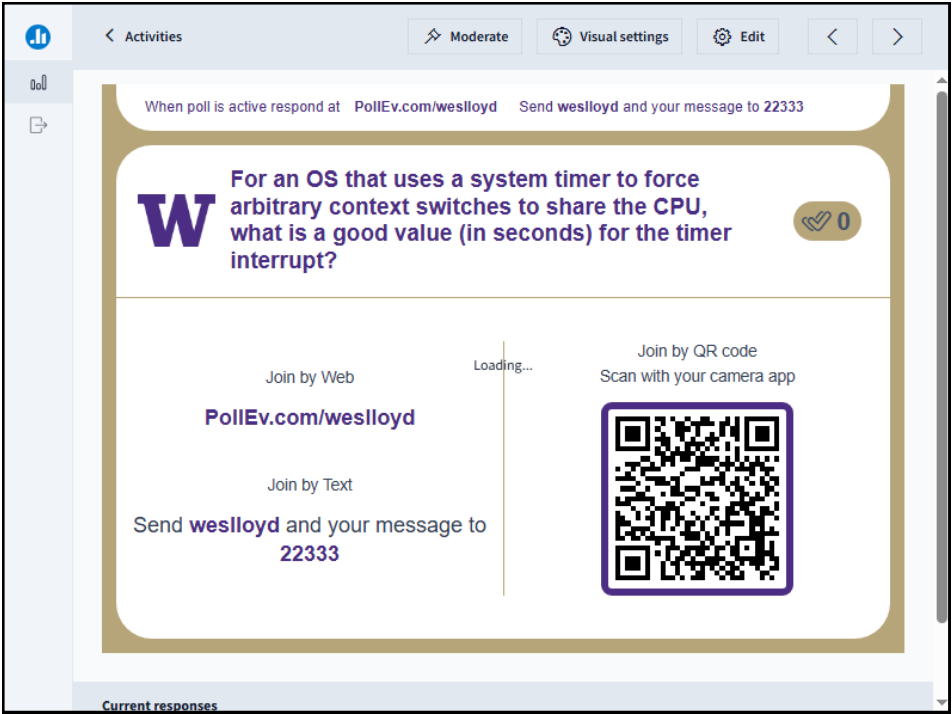 Activities
Moderate
Visual settings
Edit
When poll is active respond at PollEv.com/weslloyd Send weslloyd and your message to 22333
W
For an OS that uses a system timer to force
arbitrary context switches to share the CPU,
what is a good value (in seconds) for the timer
interrupt?
0
Join by Web
PollEv.com/weslloyd
Join by Text
Send weslloyd and your message to
22333
Loading...
Join by QR code
Scan with your camera app
Current responses